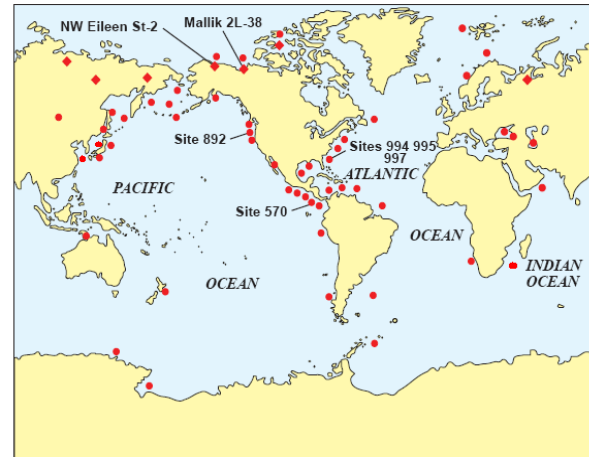 NW Eileen St-2
Mallik 2L-38
Site 892
Sites 994 995
997
PACIFIC
ATLANTIC
Site 570
OCEAN
OCEAN
INDIAN
OCEAN